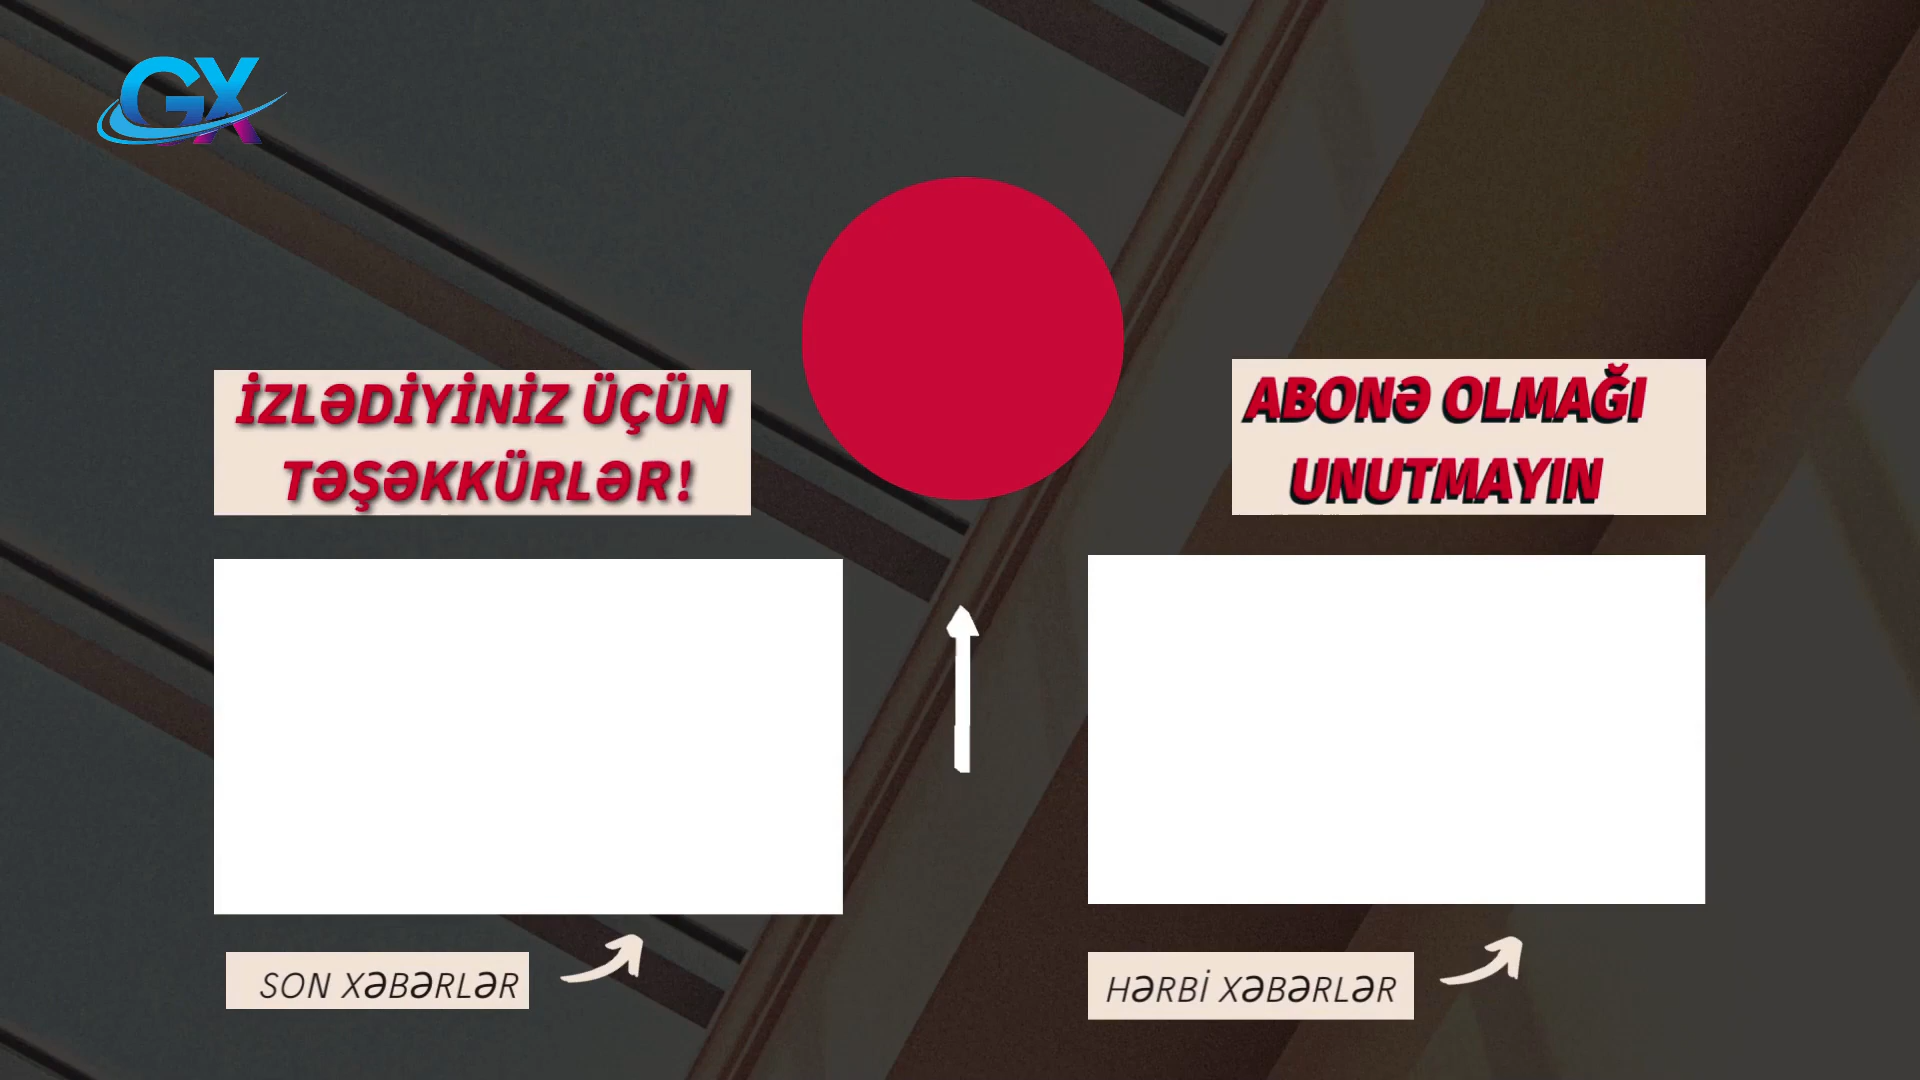 GX
İZLƏDİYİNİZ ÜÇÜN
TƏŞƏKKÜRLƏR!
ABONƏ OLMAĞI
UNUTMAYIN
SON XƏBƏRLƏR
HƏRBİ XƏBƏRLƏR